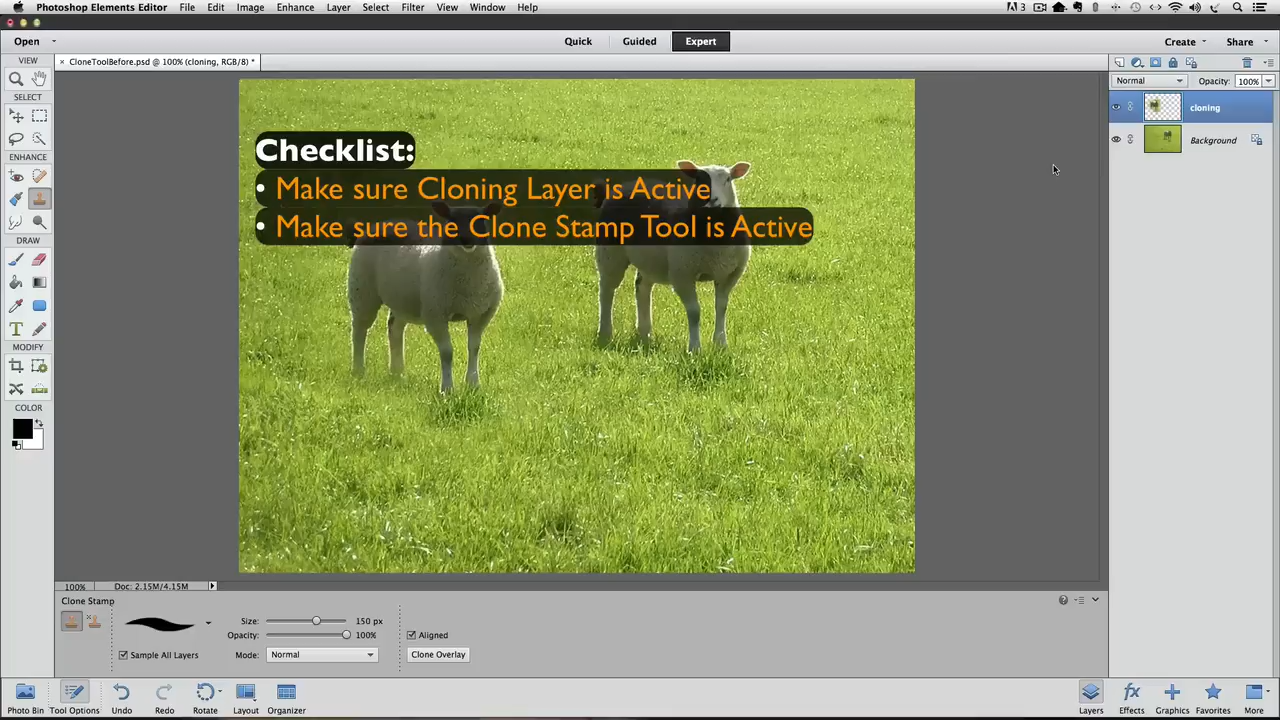 Photoshop Elements Editor File Edit Image Enhance Layer Select Filter View Window Help 3
Open Quick Guided Expert Create Share
VIEW
× CloneToolBefore.psd @ 100% (cloning, RGB/8) *
Normal Opacity: 100%
SELECT
cloning
Background
ENHANCE
DRAW
T
MODIFY
COLOR
Checklist:
• Make sure Cloning Layer is Active
• Make sure the Clone Stamp Tool is Active
100% Doc: 2.15M/4.15M
Clone Stamp
Size: 150 px
Opacity: 100% Aligned
Sample All Layers Mode: Normal Clone Overlay
Photo Bin Tool Options Undo Redo Rotate Layout Organizer Layers Effects Graphics Favorites More